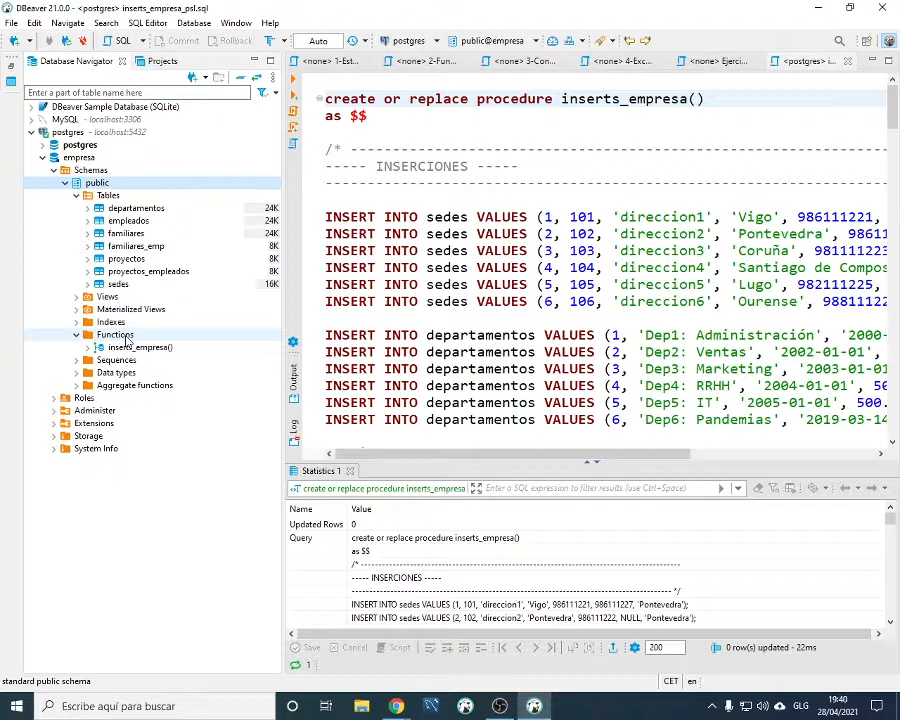 DBeaver 21.0.0 - <postgres> inserts_empresa_psl.sql
File Edit Navigate Search SQL Editor Database Window Help
SQL Commit Rollback Auto postgres public@empresa
Database Navigator Projects
<none> 1-Est... <none> 2-Fun... <none> 3-Con... <none> 4-Exc... <none> Ejerci... <postgres> i...
Enter a part of table name here
DBeaver Sample Database (SQLite)
MySQL - localhost:3306
postgres - localhost:5432
postgres
empresa
Schemas
public
Tables
departamentos 24K
empleados 24K
familiares 24K
familiares_emp 8K
proyectos 8K
proyectos_empleados 8K
sedes 16K
Views
Materialized Views
Indexes
Functions
inserts_empresa()
Sequences
Data types
Aggregate functions
Roles
Administer
Extensions
Storage
System Info
create or replace procedure inserts_empresa()
as $$
/* --------------------------------------------------------
----- INSERCIONES -----
-----------------------------------------------------------
INSERT INTO sedes VALUES (1, 101, 'direccion1', 'Vigo', 986111221,
INSERT INTO sedes VALUES (2, 102, 'direccion2', 'Pontevedra', 98611
INSERT INTO sedes VALUES (3, 103, 'direccion3', 'Coruña', 981111223
INSERT INTO sedes VALUES (4, 104, 'direccion4', 'Santiago de Compos
INSERT INTO sedes VALUES (5, 105, 'direccion5', 'Lugo', 982111225,
INSERT INTO sedes VALUES (6, 106, 'direccion6', 'Ourense', 98811122
INSERT INTO departamentos VALUES (1, 'Dep1: Administración', '2000-
INSERT INTO departamentos VALUES (2, 'Dep2: Ventas', '2002-01-01',
INSERT INTO departamentos VALUES (3, 'Dep3: Marketing', '2003-01-01
INSERT INTO departamentos VALUES (4, 'Dep4: RRHH', '2004-01-01', 50
INSERT INTO departamentos VALUES (5, 'Dep5: IT', '2005-01-01', 500.
INSERT INTO departamentos VALUES (6, 'Dep6: Pandemias', '2019-03-14
Output
Log
Statistics 1
create or replace procedure inserts_empresa Enter a SQL expression to filter results (use Ctrl+Space)
Name Value
Updated Rows 0
Query create or replace procedure inserts_empresa()
as $$
/* --------------------------------------------------------
----- INSERCIONES -----
-------------------------------------------------------- */
INSERT INTO sedes VALUES (1, 101, 'direccion1', 'Vigo', 986111221, 986111227, 'Pontevedra');
INSERT INTO sedes VALUES (2, 102, 'direccion2', 'Pontevedra', 986111222, NULL, 'Pontevedra');
Save Cancel Script 200 0 row(s) updated - 22ms
1
standard public schema CET en
Escribe aquí para buscar GLG 19:40
28/04/2021